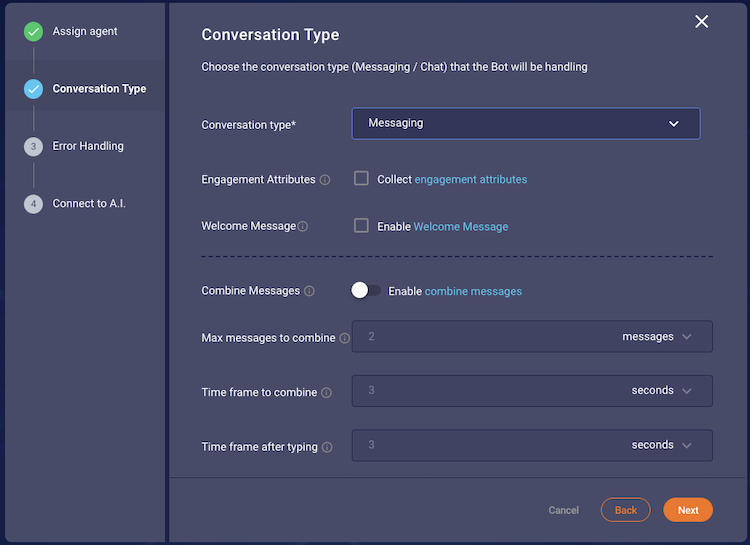 Assign agent
Conversation Type
3 Error Handling
4 Connect to A.I.
Conversation Type
Choose the conversation type (Messaging / Chat) that the Bot will be handling
Conversation type* Messaging
Engagement Attributes Collect engagement attributes
Welcome Message Enable Welcome Message
Combine Messages Enable combine messages
Max messages to combine 2 messages
Time frame to combine 3 seconds
Time frame after typing 3 seconds
Cancel Back Next